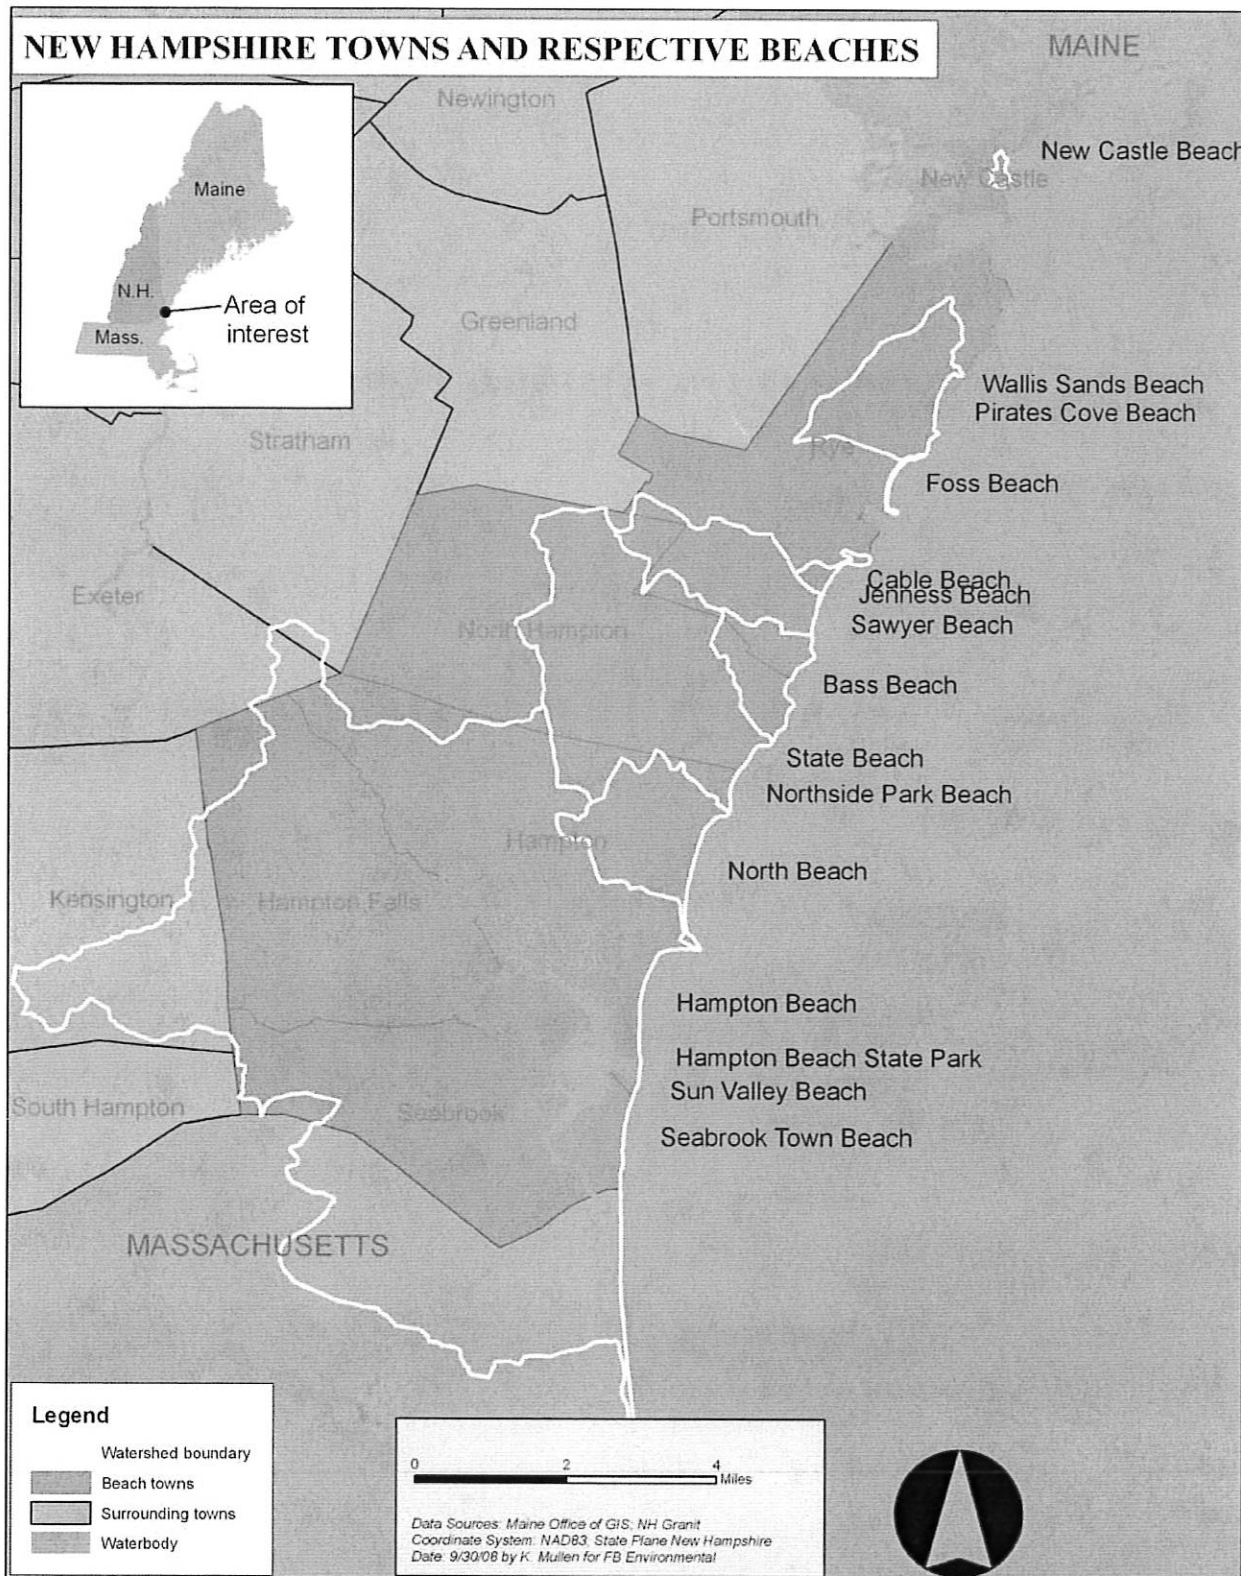 NEW HAMPSHIRE TOWNS AND RESPECTIVE BEACHES
MAINE
Newington
New Castle Beach
New Castle
Maine
Portsmouth
N.H.
Area of
interest
Mass.
Greenland
Wallis Sands Beach
Pirates Cove Beach
Stratham
Rye
Foss Beach
Cable Beach
Jenness Beach
Exeter
Sawyer Beach
North Hampton
Bass Beach
State Beach
Northside Park Beach
Hampton
North Beach
Kensington
Hampton Falls
Hampton Beach
Hampton Beach State Park
Sun Valley Beach
South Hampton
Seabrook
Seabrook Town Beach
MASSACHUSETTS
Legend
Watershed boundary
Beach towns
Surrounding towns
Waterbody
0 2 4
Miles
Data Sources: Maine Office of GIS; NH Granit
Coordinate System: NAD83, State Plane New Hampshire
Date: 9/30/08 by K. Mullen for FB Environmental